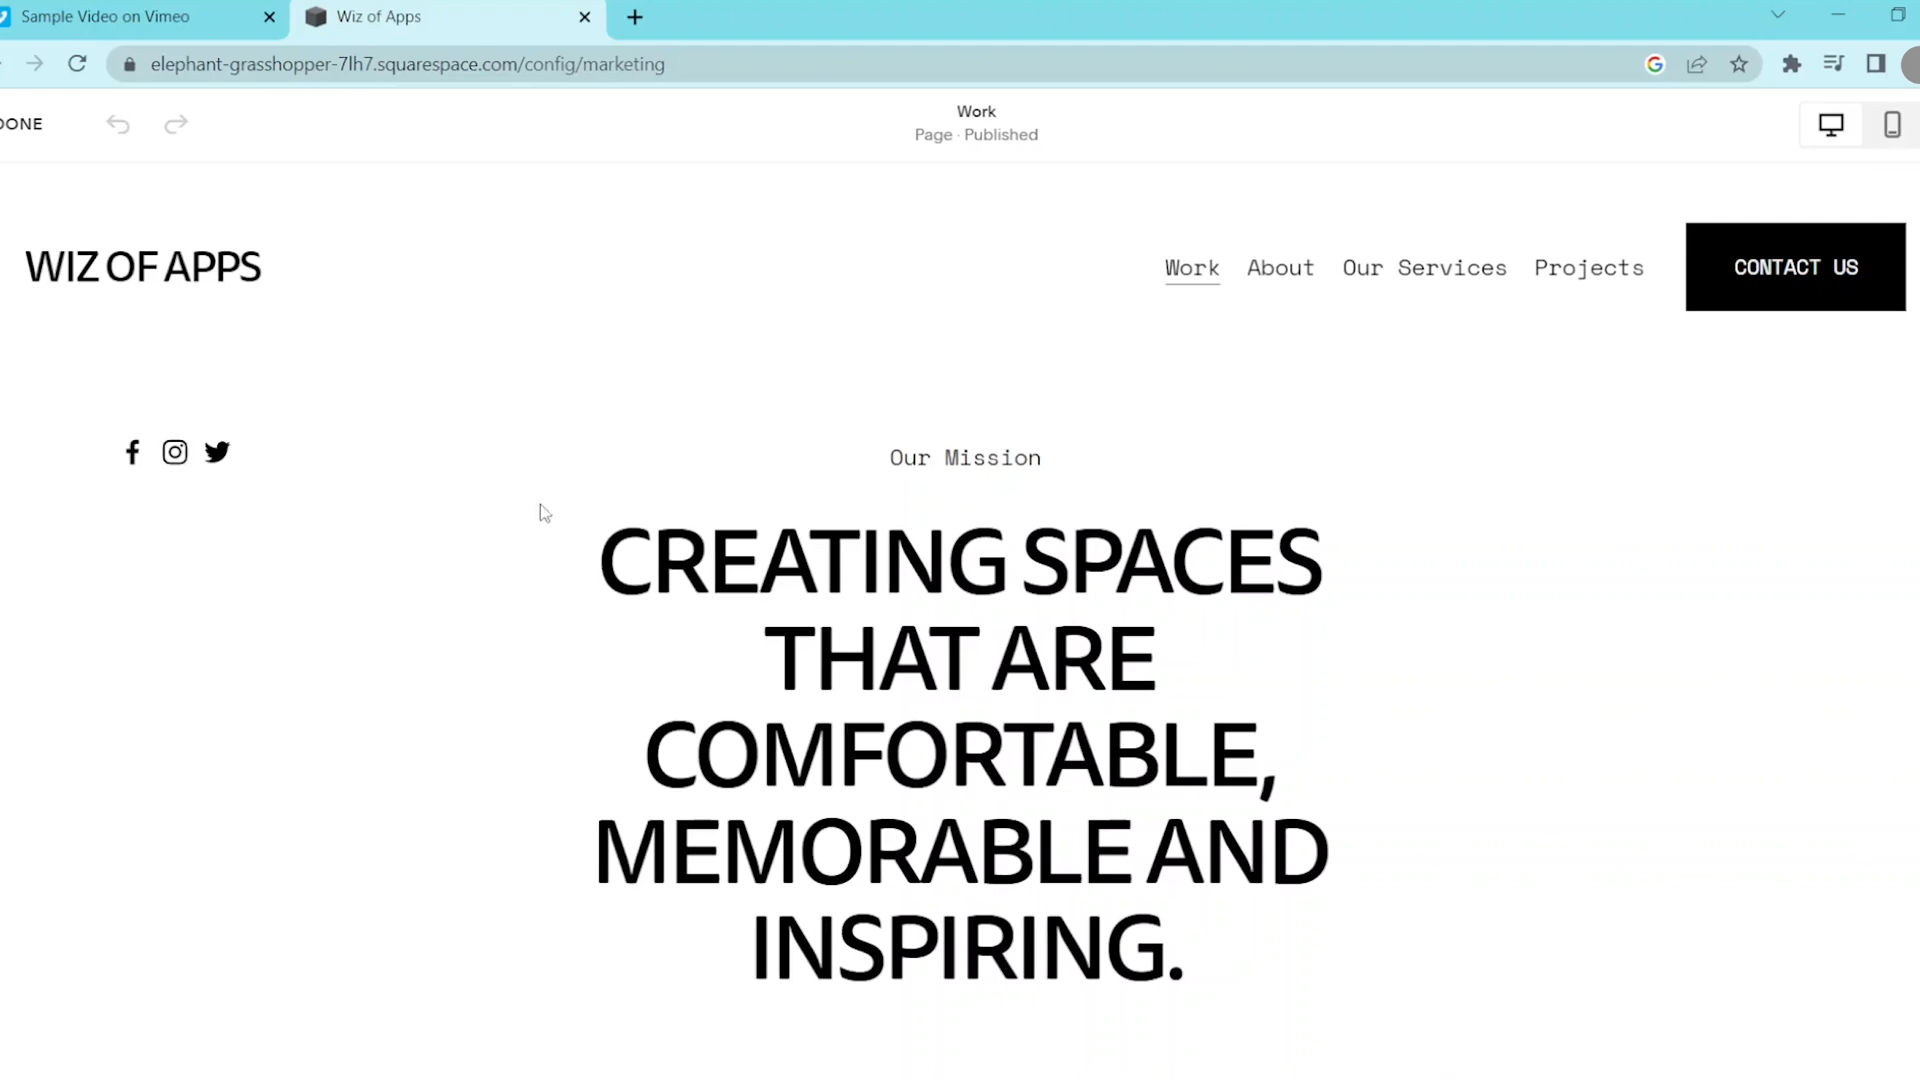 Sample Video on Vimeo
Wiz of Apps
elephant-grasshopper-7lh7.squarespace.com/config/marketing
DONE
Work
Page · Published
WIZ OF APPS
Work About Our Services Projects CONTACT US
Our Mission
CREATING SPACES
THAT ARE
COMFORTABLE,
MEMORABLE AND
INSPIRING.